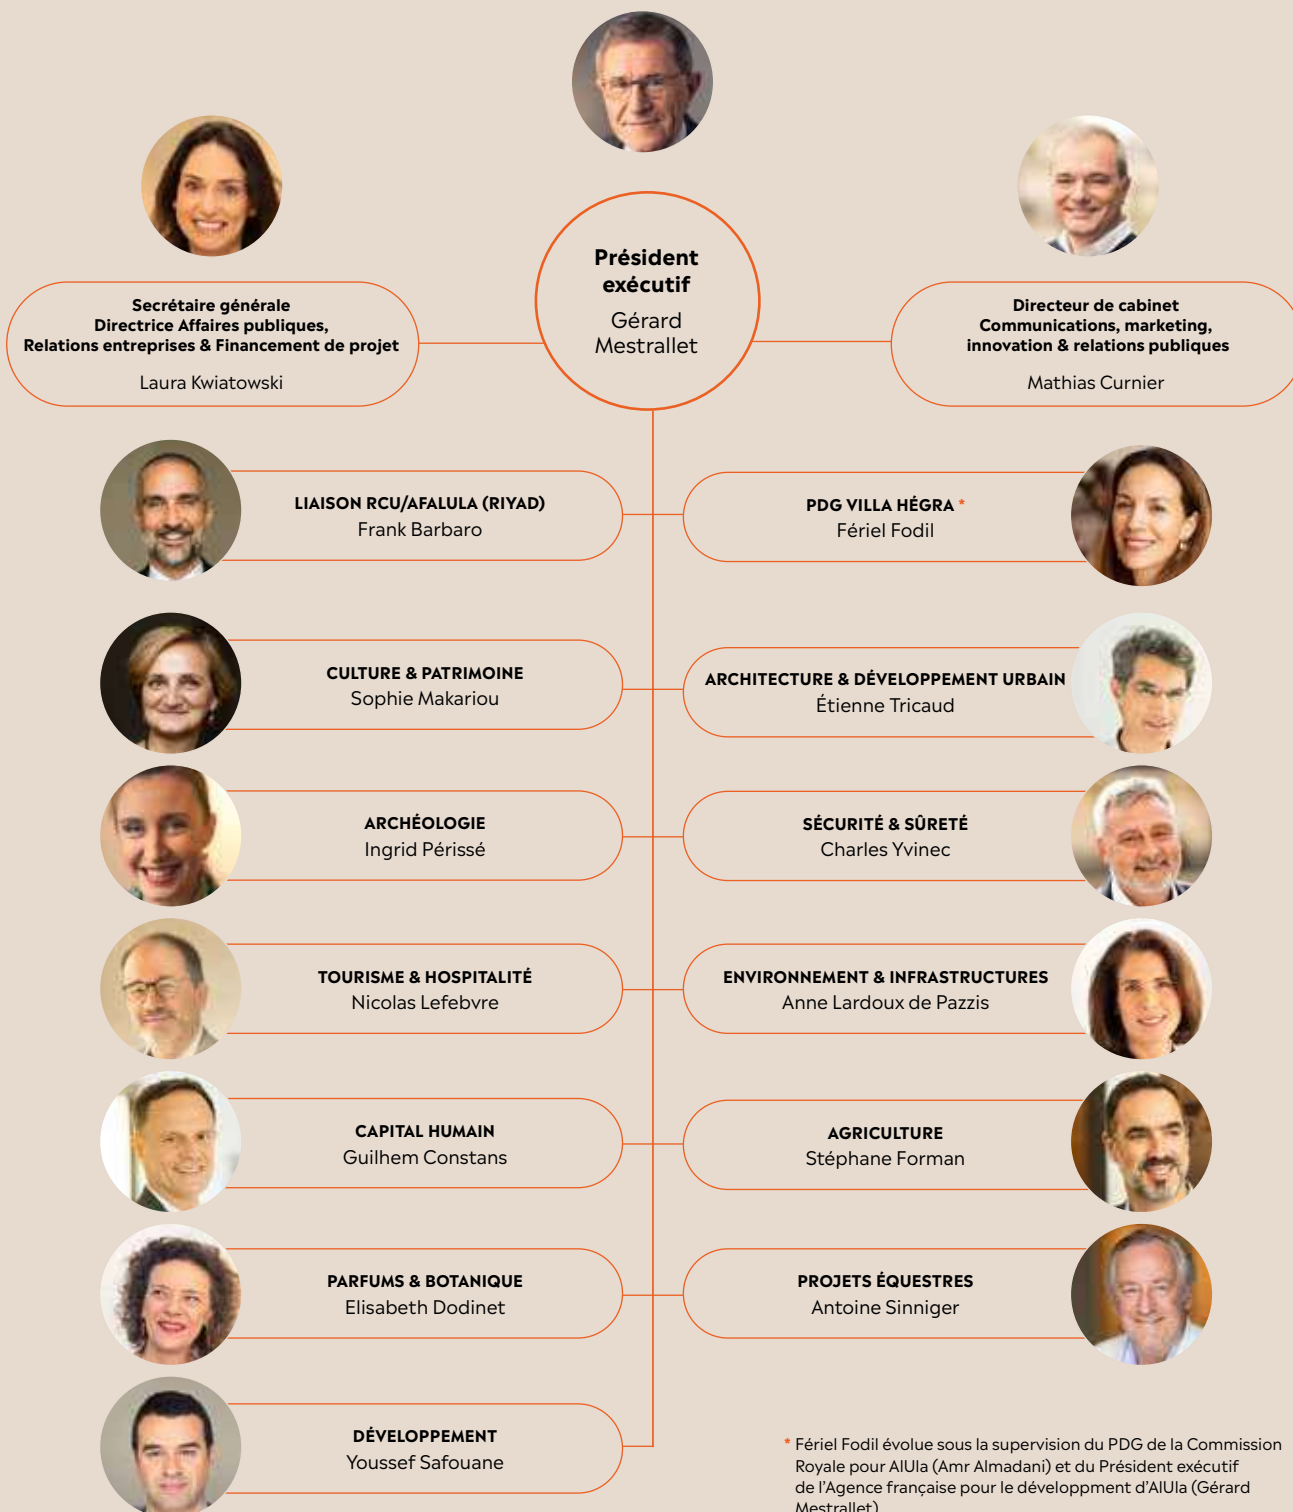 Président
exécutif
Gérard
Mestrallet
Secrétaire générale
Directrice Affaires publiques,
Relations entreprises & Financement de projet
Laura Kwiatowski
Directeur de cabinet
Communications, marketing,
innovation & relations publiques
Mathias Curnier
LIAISON RCU/AFALULA (RIYAD)
Frank Barbaro
PDG VILLA HÉGRA *
Fériel Fodil
CULTURE & PATRIMOINE
Sophie Makariou
ARCHITECTURE & DÉVELOPPEMENT URBAIN
Étienne Tricaud
ARCHÉOLOGIE
Ingrid Périssé
SÉCURITÉ & SÛRETÉ
Charles Yvinec
TOURISME & HOSPITALITÉ
Nicolas Lefebvre
ENVIRONNEMENT & INFRASTRUCTURES
Anne Lardoux de Pazzis
CAPITAL HUMAIN
Guilhem Constans
AGRICULTURE
Stéphane Forman
PARFUMS & BOTANIQUE
Elisabeth Dodinet
PROJETS ÉQUESTRES
Antoine Sinniger
DÉVELOPPEMENT
Youssef Safouane
* Fériel Fodil évolue sous la supervision du PDG de la Commission
Royale pour AlUla (Amr Almadani) et du Président exécutif
de l'Agence française pour le développment d'AlUla (Gérard
Mestrallet)